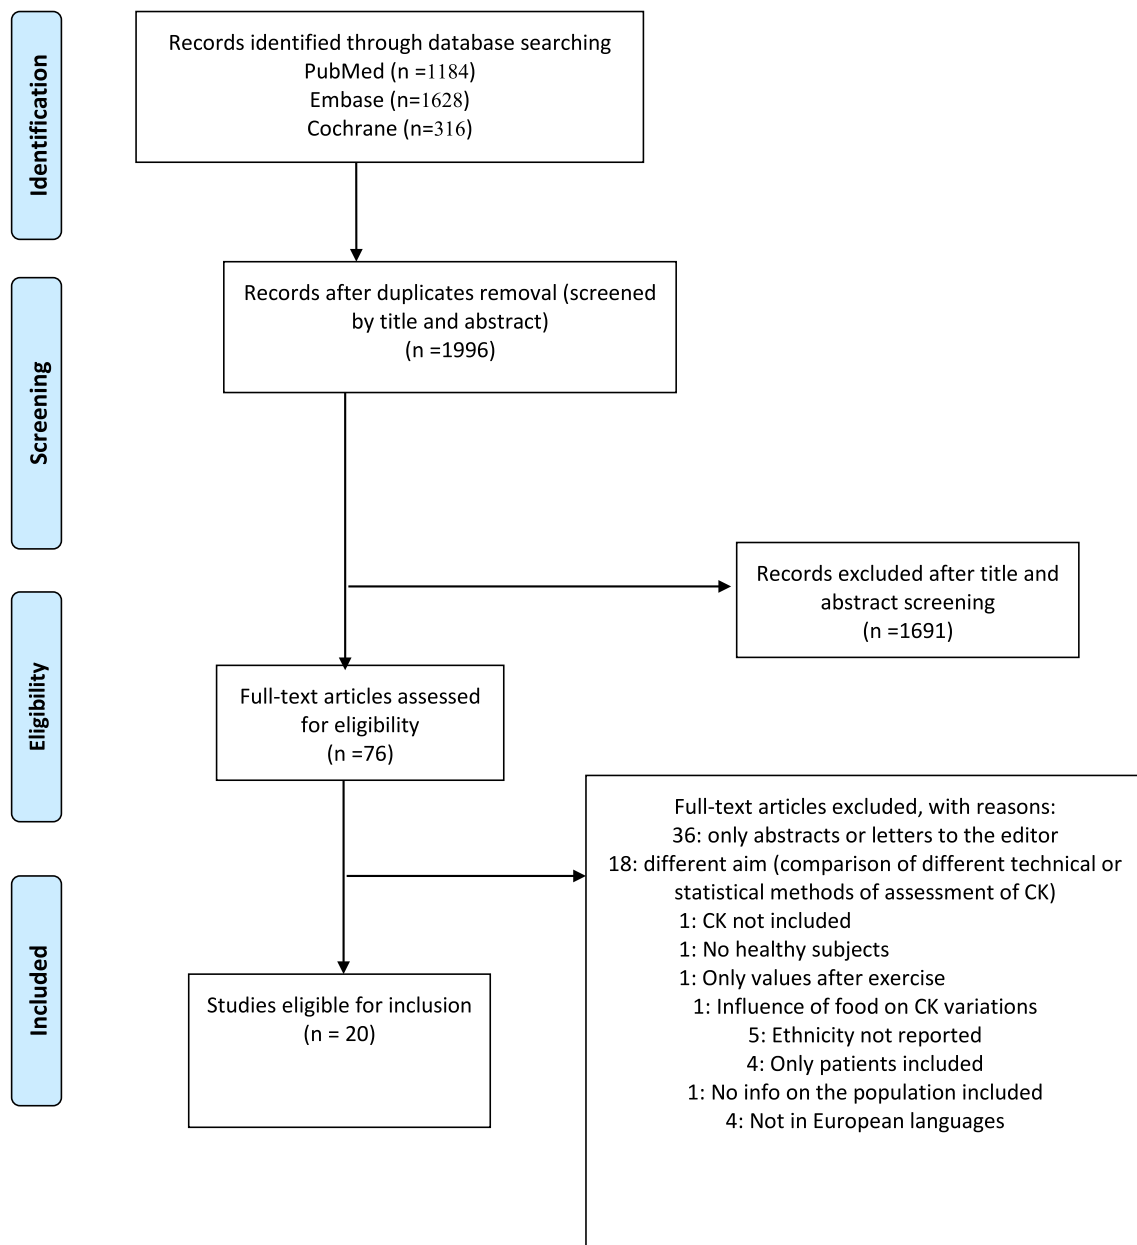 Identification
Records identified through database searching
PubMed (n =1184)
Embase (n=1628)
Cochrane (n=316)
Screening
Records after duplicates removal (screened
by title and abstract)
(n =1996)
Records excluded after title and
abstract screening
(n =1691)
Eligibility
Full-text articles assessed
for eligibility
(n =76)
Full-text articles excluded, with reasons:
36: only abstracts or letters to the editor
18: different aim (comparison of different technical or
statistical methods of assessment of CK)
1: CK not included
1: No healthy subjects
1: Only values after exercise
1: Influence of food on CK variations
5: Ethnicity not reported
4: Only patients included
1: No info on the population included
4: Not in European languages
Included
Studies eligible for inclusion
(n = 20)